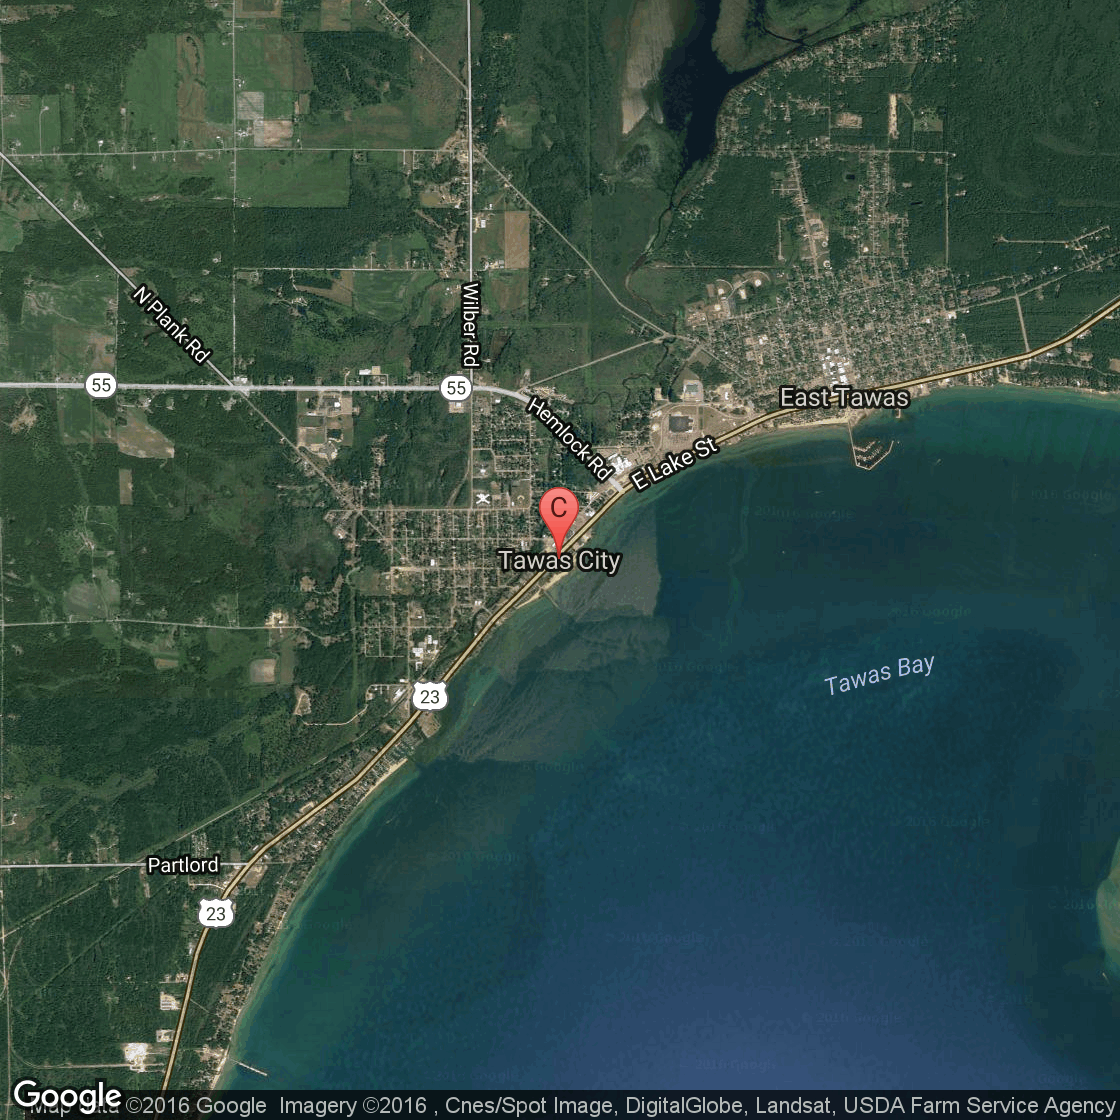 N Plank Rd
Wilber Rd
55
55
Hemlock Rd
East Tawas
E Lake St
C
Tawas City
Tawas Bay
23
Partlord
23
Google
Map data ©2016 Google Imagery ©2016 , Cnes/Spot Image, DigitalGlobe, Landsat, USDA Farm Service Agency